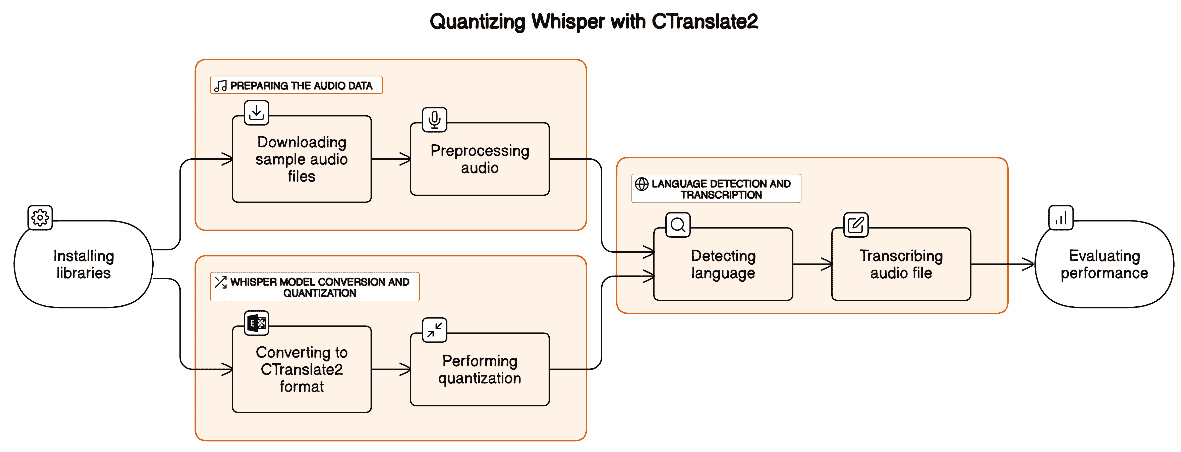 Quantizing Whisper with CTranslate2
PREPARING THE AUDIO DATA
Downloading
sample audio
files
Preprocessing
audio
Installing
libraries
WHISPER MODEL CONVERSION AND
QUANTIZATION
Converting to
CTranslate2
format
Performing
quantization
LANGUAGE DETECTION AND
TRANSCRIPTION
Detecting
language
Transcribing
audio file
Evaluating
performance